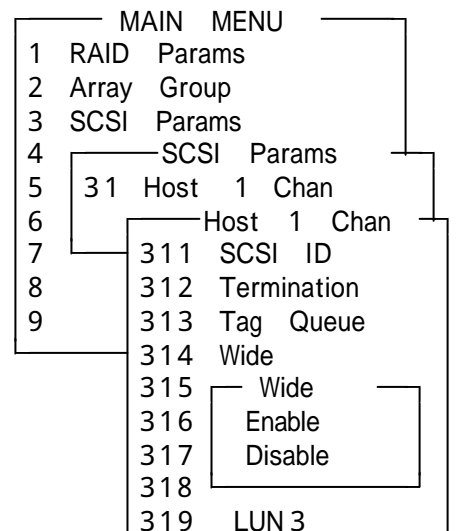 MAIN MENU
1 RAID Params
2 Array Group
3 SCSI Params
4 SCSI Params
5 31 Host 1 Chan
6 Host 1 Chan
7 311 SCSI ID
8 312 Termination
9 313 Tag Queue
314 Wide
315 Wide
316 Enable
317 Disable
318
319 LUN 3